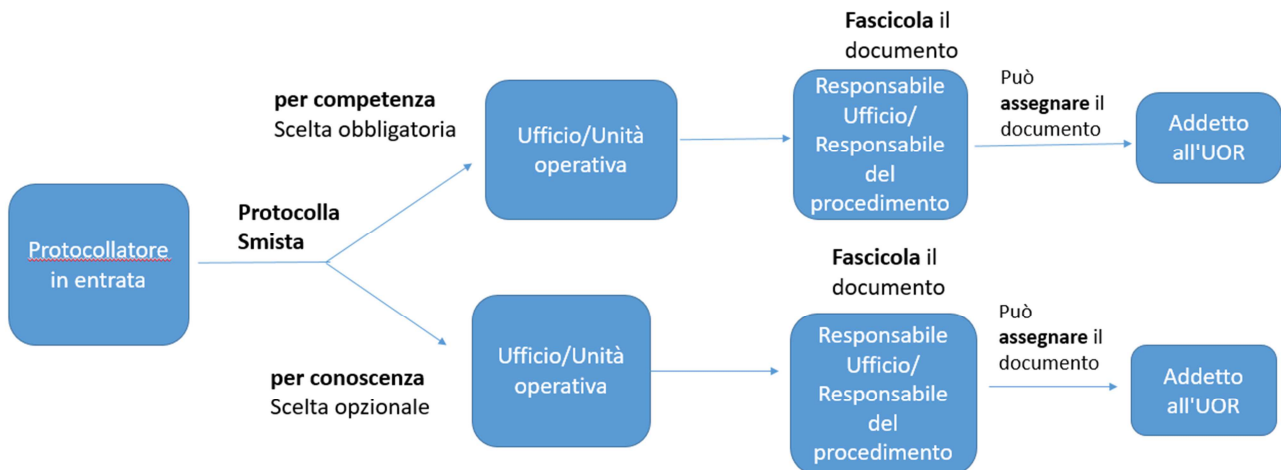 Protocollatore
in entrata
Protocolla
Smista
per competenza
Scelta obbligatoria
Ufficio/Unità
operativa
Fascicola il
documento
Responsabile
Ufficio/
Responsabile
del
procedimento
Può
assegnare il
documento
Addetto
all'UOR
per conoscenza
Scelta opzionale
Ufficio/Unità
operativa
Fascicola il
documento
Responsabile
Ufficio/
Responsabile
del
procedimento
Può
assegnare il
documento
Addetto
all'UOR